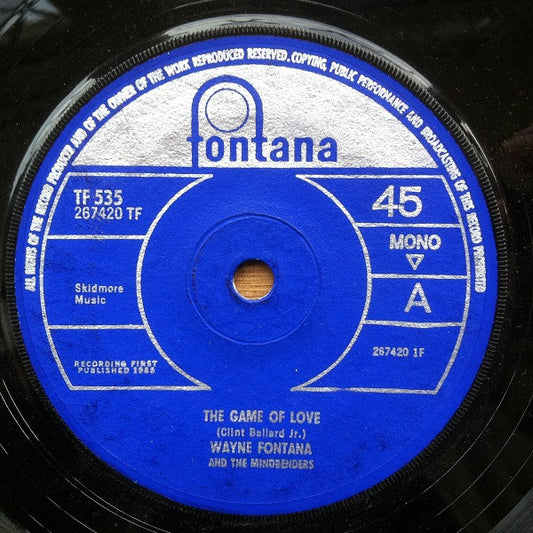 ALL RIGHTS OF THE RECORD PRODUCER AND OF THE OWNER OF THE WORK REPRODUCED RESERVED. COPYING, PUBLIC PERFORMANCE AND BROADCASTING OF THIS RECORD PROHIBITED
fontana
TF 535
267420 TF
45
MONO
A
Skidmore
Music
267420 1F
RECORDING FIRST
PUBLISHED 1965
THE GAME OF LOVE
(Clint Ballard Jr.)
WAYNE FONTANA
AND THE MINDBENDERS